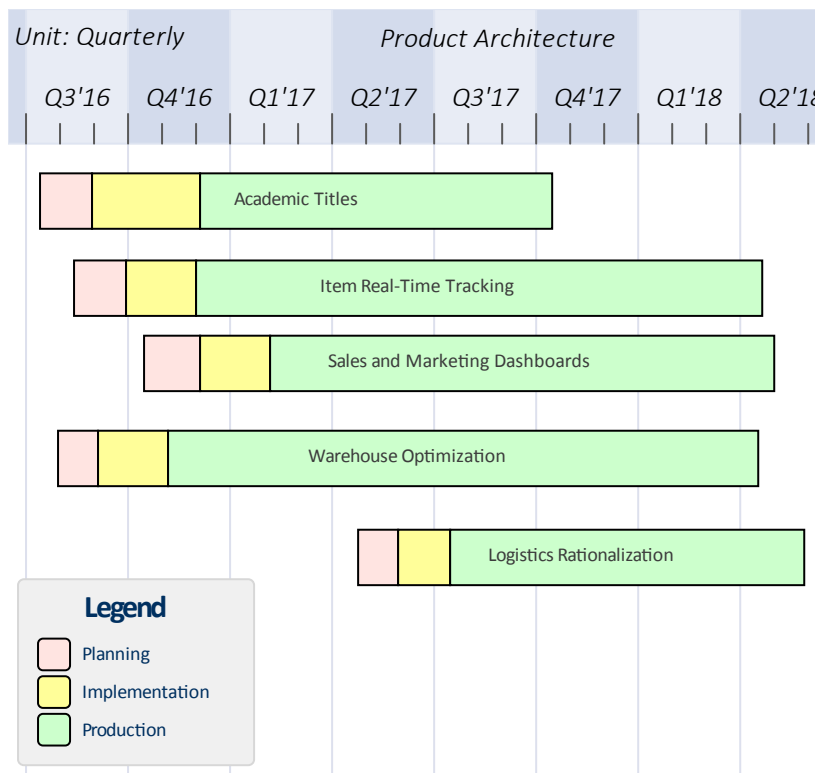 Unit: Quarterly
Product Architecture
Q3'16 Q4'16 Q1'17 Q2'17 Q3'17 Q4'17 Q1'18 Q2'18
Academic Titles
Item Real-Time Tracking
Sales and Marketing Dashboards
Warehouse Optimization
Logistics Rationalization
Legend
Planning
Implementation
Production